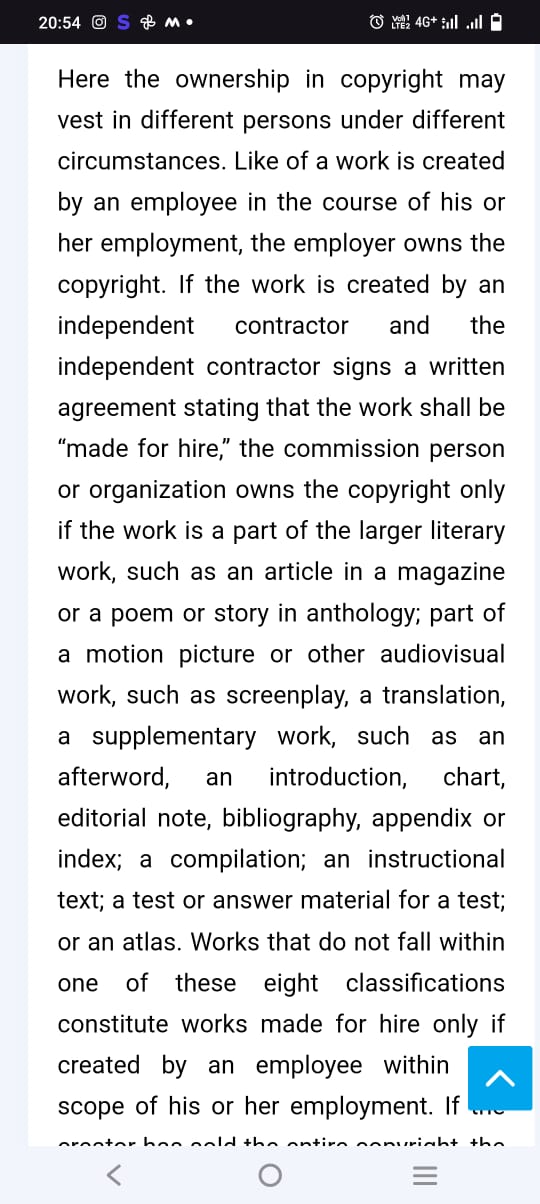 20:54
Vo)) LTE2 4G+
Here the ownership in copyright may
vest in different persons under different
circumstances. Like of a work is created
by an employee in the course of his or
her employment, the employer owns the
copyright. If the work is created by an
independent contractor and the
independent contractor signs a written
agreement stating that the work shall be
“made for hire,” the commission person
or organization owns the copyright only
if the work is a part of the larger literary
work, such as an article in a magazine
or a poem or story in anthology; part of
a motion picture or other audiovisual
work, such as screenplay, a translation,
a supplementary work, such as an
afterword, an introduction, chart,
editorial note, bibliography, appendix or
index; a compilation; an instructional
text; a test or answer material for a test;
or an atlas. Works that do not fall within
one of these eight classifications
constitute works made for hire only if
created by an employee within
scope of his or her employment. If the
creator has sold the entire copyright the